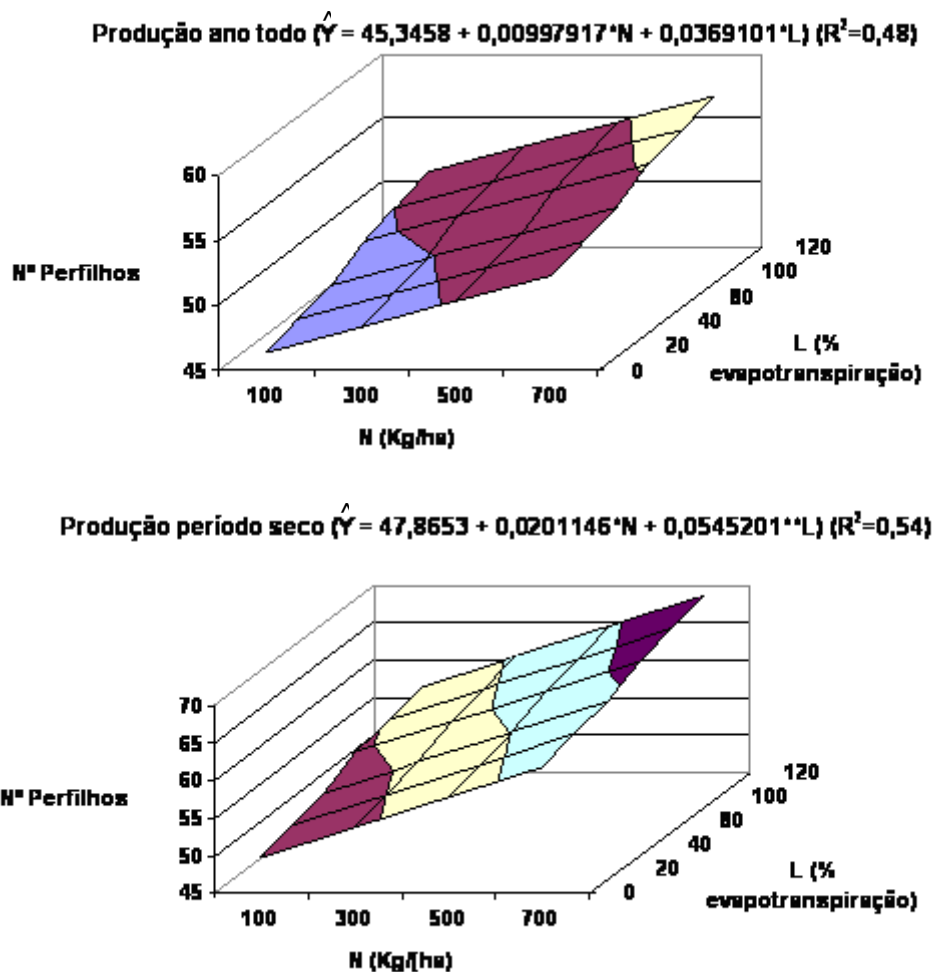 Produção ano todo (Ŷ = 45,3458 + 0,00997917*N + 0,0369101*L) (R²=0,48)
60
55
50
45
Nº Perfilhos
100 300 500 700
N (Kg/ha)
0 20 40 80 100 120
L (% evapotranspiração)
Produção período seco (Ŷ = 47,8653 + 0,0201146*N + 0,0545201**L) (R²=0,54)
70
65
60
55
50
45
Nº Perfilhos
100 300 500 700
N (Kg/[ha)
0 20 40 80 100 120
L (% evapotranspiração)